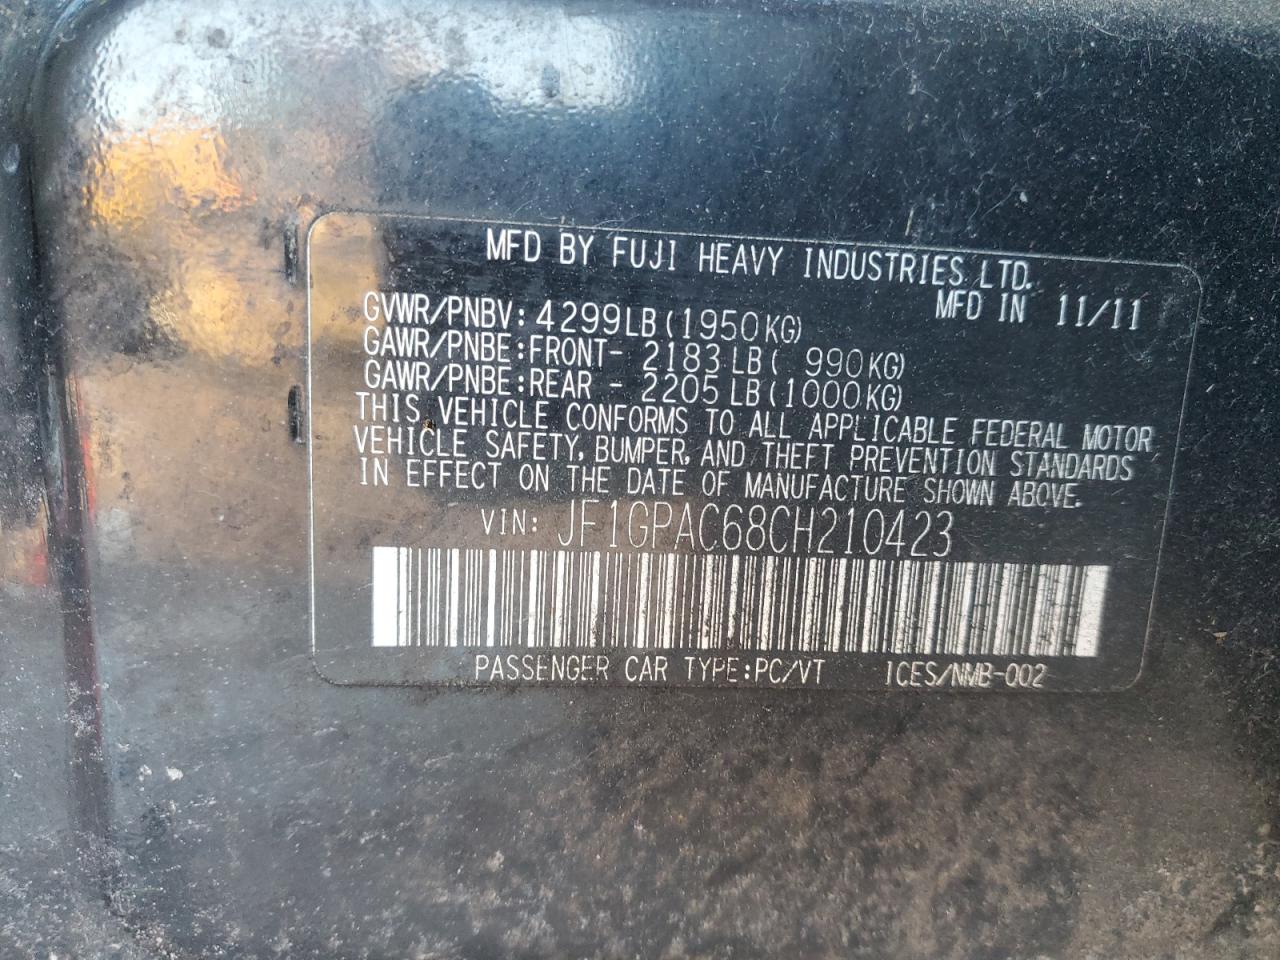 MFD BY FUJI HEAVY INDUSTRIES LTD.
MFD IN 11/11
GVWR/PNBV: 4299LB (1950KG)
GAWR/PNBE:FRONT- 2183LB ( 990KG)
GAWR/PNBE:REAR - 2205LB (1000KG)
THIS VEHICLE CONFORMS TO ALL APPLICABLE FEDERAL MOTOR
VEHICLE SAFETY, BUMPER, AND THEFT PREVENTION STANDARDS
IN EFFECT ON THE DATE OF MANUFACTURE SHOWN ABOVE.
VIN: JF1GPAC68CH210423
PASSENGER CAR TYPE:PC/VT ICES/NMB-002